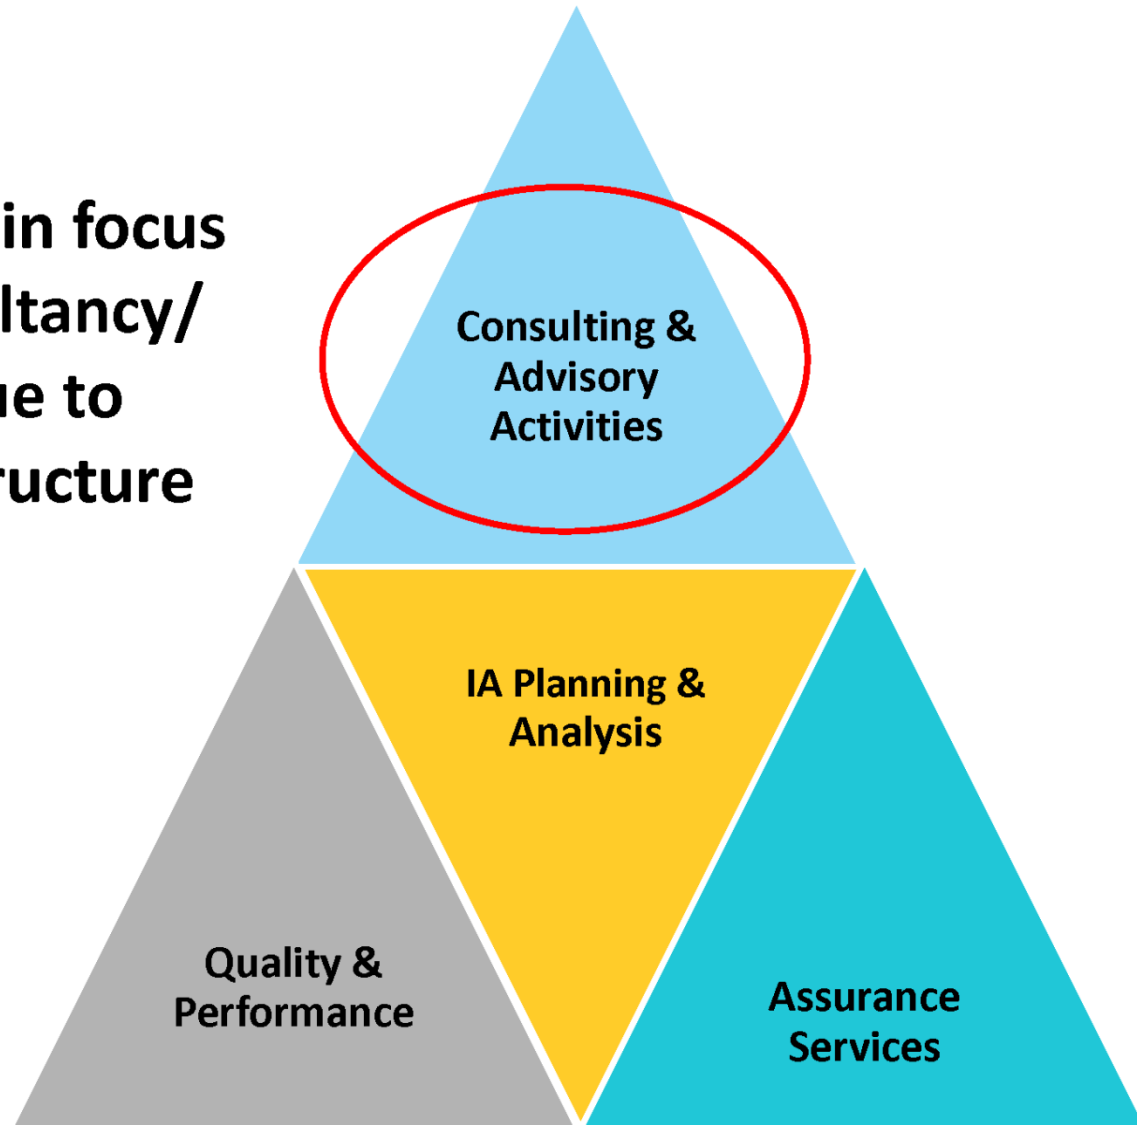 in focus
ltancy/
ue to
ructure
Consulting &
Advisory
Activities
IA Planning &
Analysis
Quality &
Performance
Assurance
Services